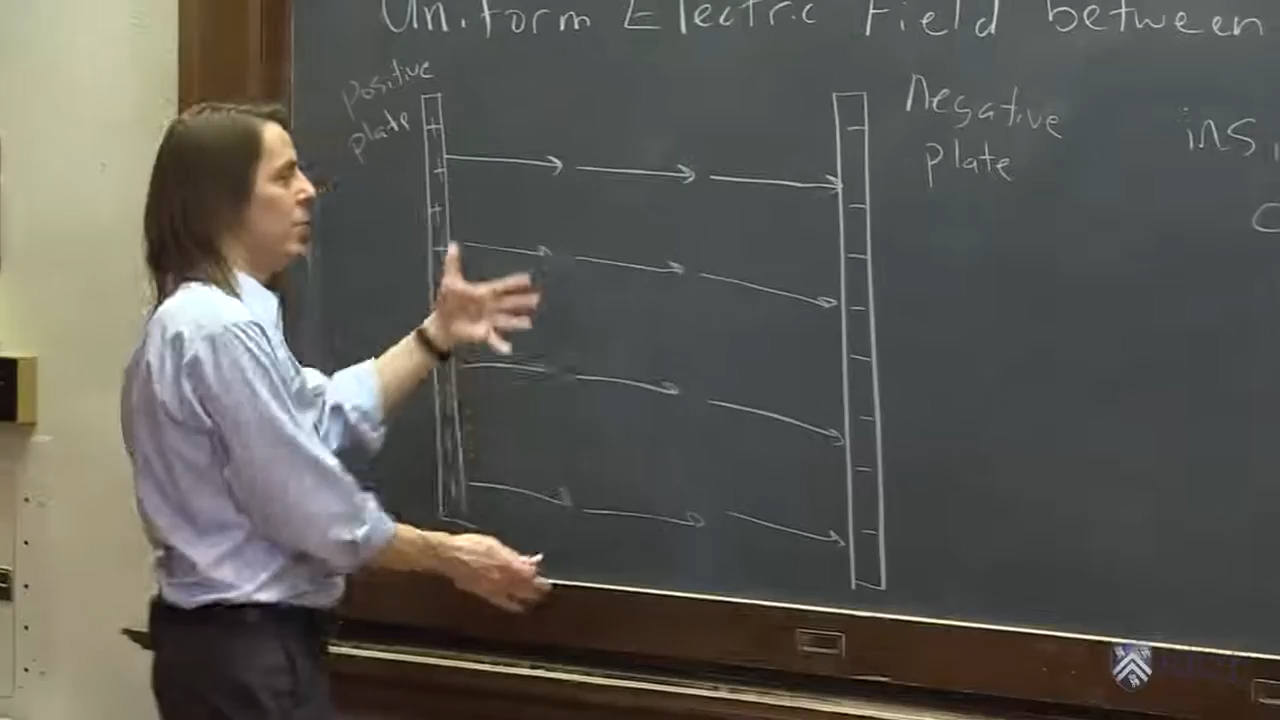 Uniform Electric Field between
positive
plate
negative
plate
ins